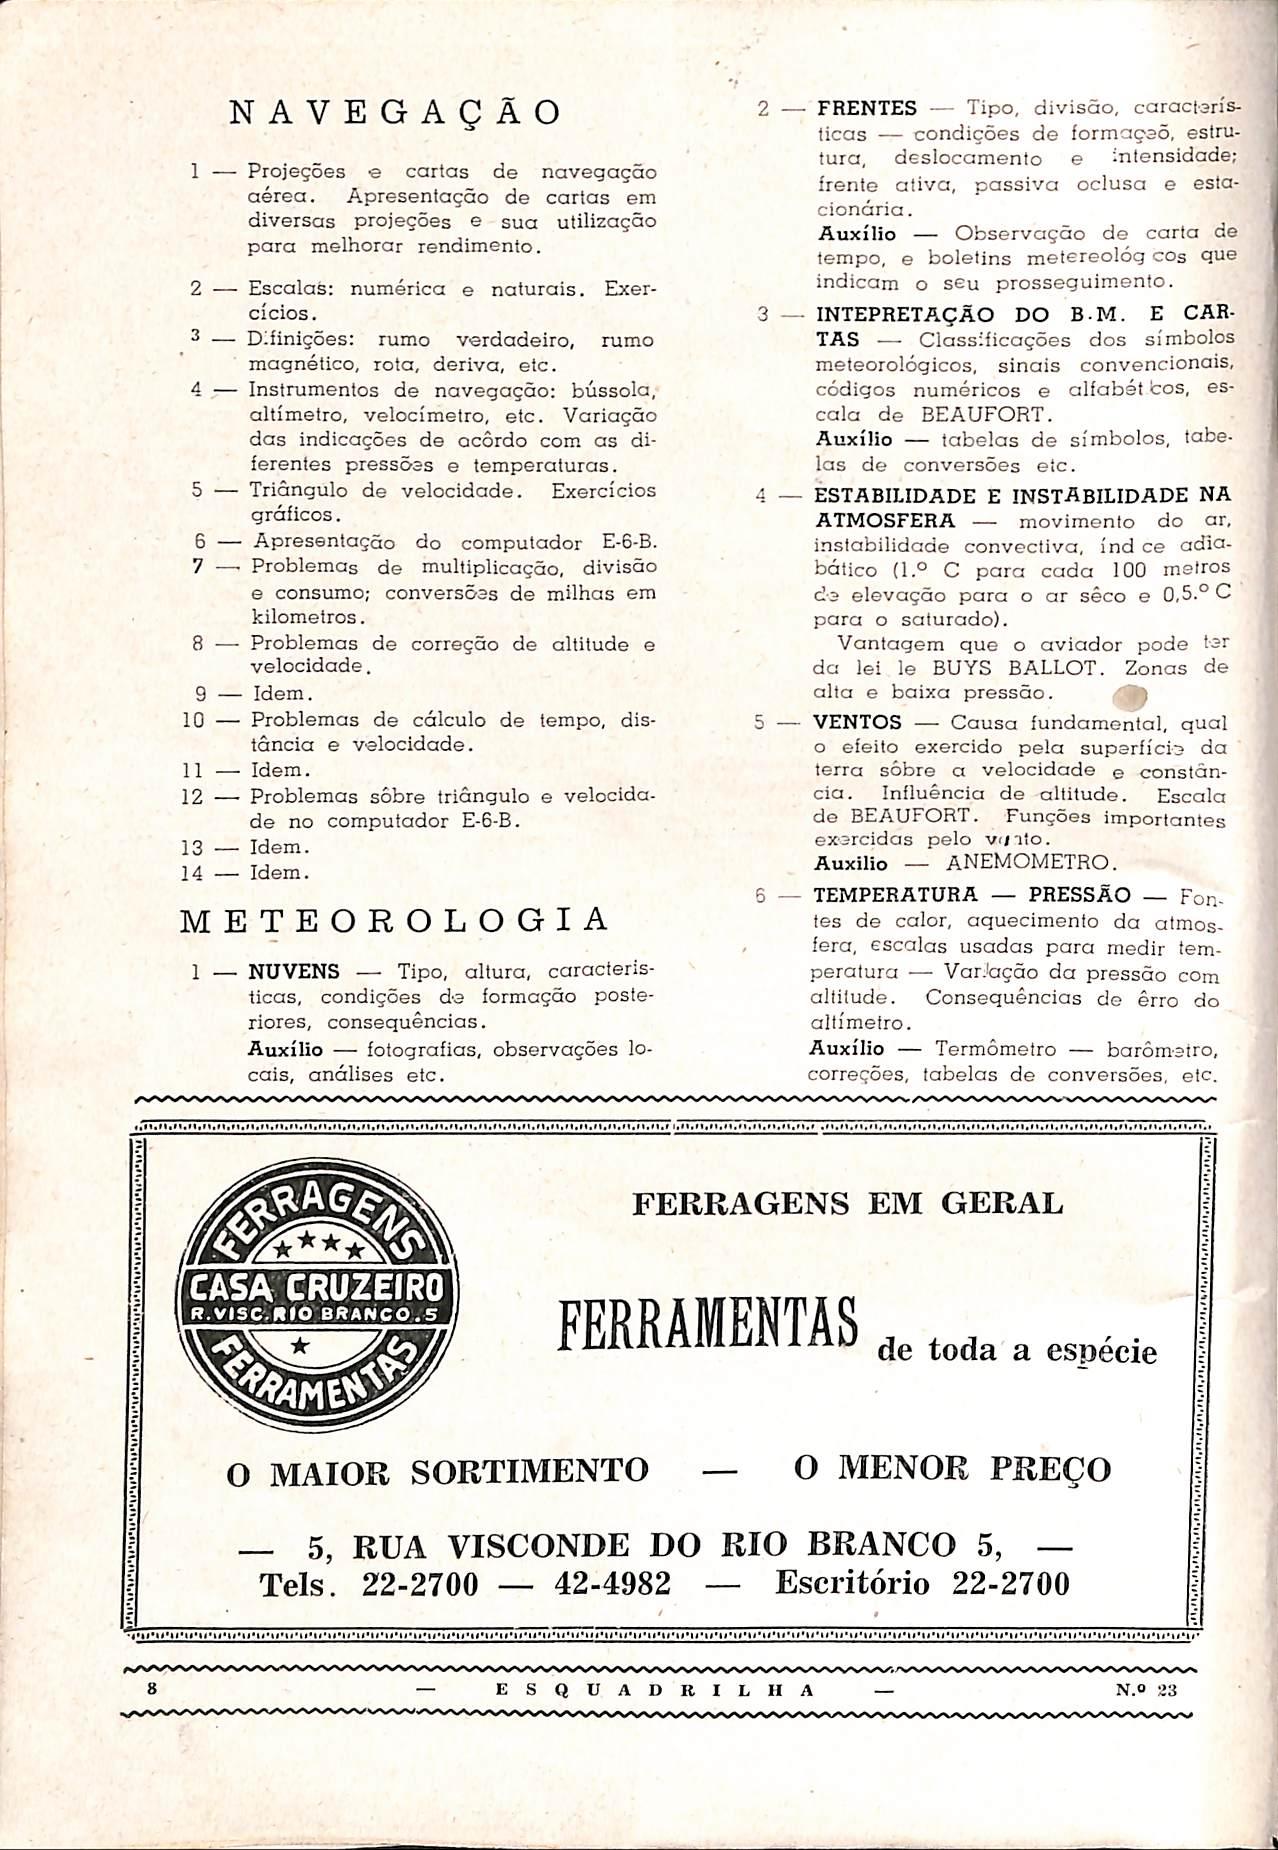 NAVEGAÇÃO
1 — Projeções e cartas de navegação
aérea. Apresentação de cartas em
diversas projeções e sua utilização
para melhorar rendimento.
2 — Escalas: numérica e naturais. Exer-
cícios.
3 — Definições: rumo verdadeiro, rumo
magnético, rota, deriva, etc.
4 — Instrumentos de navegação: bússola,
altímetro, velocímetro, etc. Variação
das indicações de acôrdo com as di-
ferentes pressões e temperaturas.
5 — Triângulo de velocidade. Exercícios
gráficos.
6 — Apresentação do computador E-6-B.
7 — Problemas de multiplicação, divisão
e consumo; conversões de milhas em
kilometros.
8 — Problemas de correção de altitude e
velocidade.
9 — Idem.
10 — Problemas de cálculo de tempo, dis-
tância e velocidade.
11 — Idem.
12 — Problemas sôbre triângulo e velocida-
de no computador E-6-B.
13 — Idem.
14 — Idem.
METEOROLOGIA
1 — NUVENS — Tipo, altura, caracteris-
ticas, condições de formação poste-
riores, consequências.
Auxílio — fotografias, observações lo-
cais, análises etc.
2 — FRENTES — Tipo, divisão, caracterís-
ticas — condições de formaçaõ, estru-
tura, deslocamento e intensidade;
frente ativa, passiva oclusa e esta-
cionária.
Auxílio — Observação de carta de
tempo, e boletins metereológicos que
indicam o seu prosseguimento.
3 — INTEPRETAÇÃO DO B.M. E CAR-
TAS — Classificações dos símbolos
meteorológicos, sinais convencionais,
códigos numéricos e alfabéticos, es-
cala de BEAUFORT.
Auxílio — tabelas de símbolos, tabe-
las de conversões etc.
4 — ESTABILIDADE E INSTABILIDADE NA
ATMOSFERA — movimento do ar,
instabilidade convectiva, índice adia-
bático (1.º C para cada 100 metros
de elevação para o ar sêco e 0,5.º C
para o saturado).
Vantagem que o aviador pode ter
da lei le BUYS BALLOT. Zonas de
alta e baixa pressão.
5 — VENTOS — Causa fundamental, qual
o efeito exercido pela superfície da
terra sôbre a velocidade e constân-
cia. Influência de altitude. Escala
de BEAUFORT. Funções importantes
exercidas pelo vento.
Auxilio — ANEMOMETRO.
6 — TEMPERATURA — PRESSÃO — Fon-
tes de calor, aquecimento da atmos-
fera, escalas usadas para medir tem-
peratura — Variação da pressão com
altitude. Consequências de êrro do
altímetro.
Auxílio — Termômetro — barômetro,
correções, tabelas de conversões, etc.
FERRAGENS
CASA CRUZEIRO
R. VISC. RIO BRANCO. 5
FERRAMENTAS
FERRAGENS EM GERAL
FERRAMENTAS de toda a espécie
O MAIOR SORTIMENTO — O MENOR PREÇO
— 5, RUA VISCONDE DO RIO BRANCO 5, —
Tels. 22-2700 — 42-4982 — Escritório 22-2700
8 — ESQUADRILHA — N.º 23